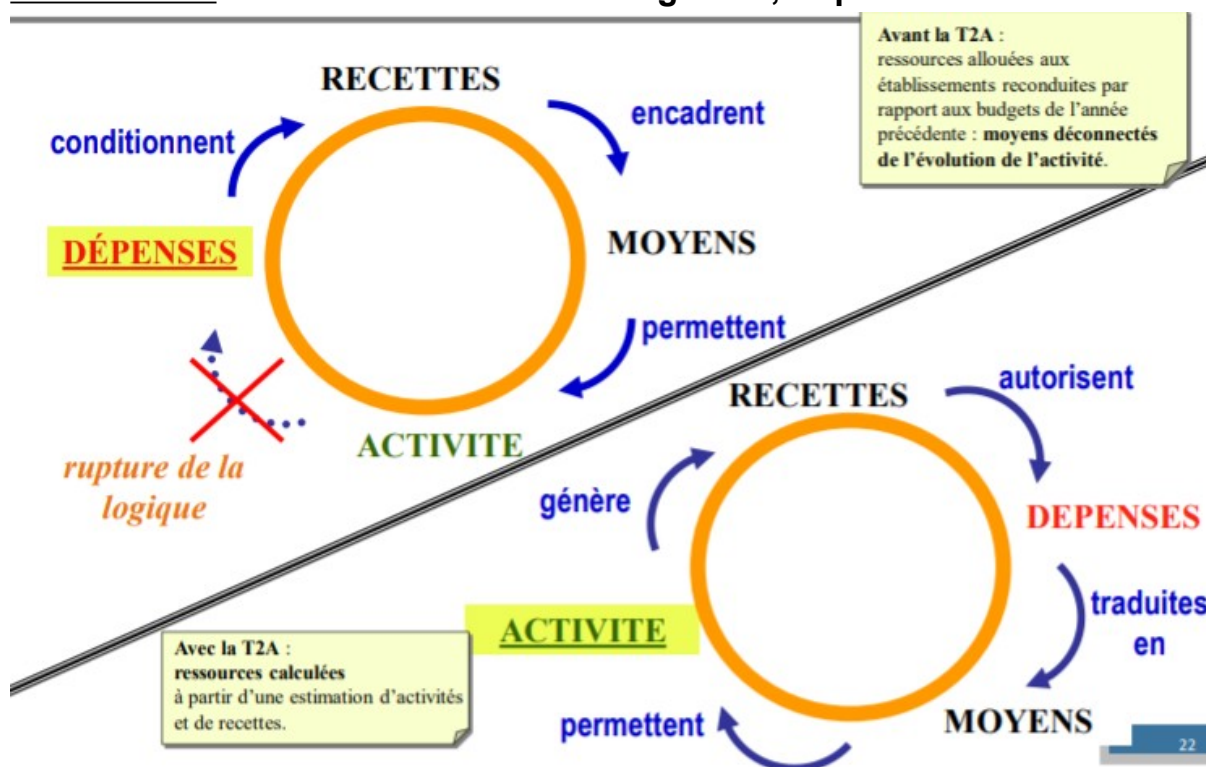 Avant la T2A :
ressources allouées aux
établissements reconduites par
rapport aux budgets de l'année
précédente : moyens déconnectés
de l'évolution de l'activité.
RECETTES
conditionnent
encadrent
DÉPENSES
MOYENS
permettent
ACTIVITE
rupture de la
logique
RECETTES
autorisent
génère
DEPENSES
traduites
en
ACTIVITE
MOYENS
permettent
Avec la T2A :
ressources calculées
à partir d'une estimation d'activités
et de recettes.
22